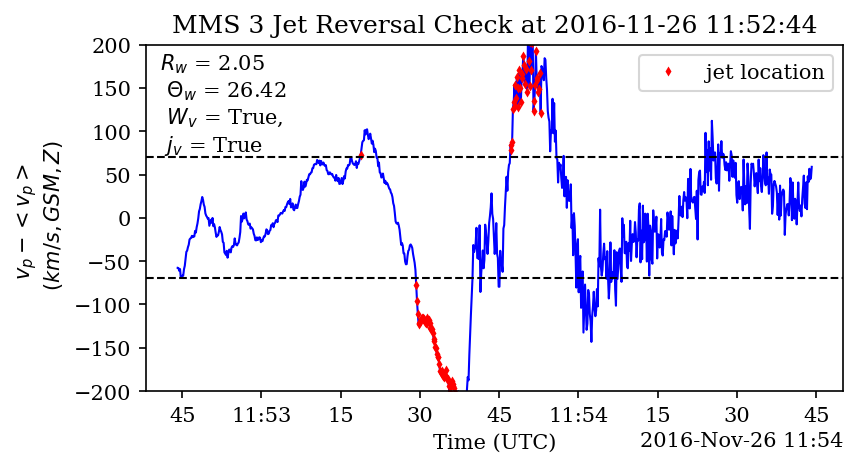 MMS 3 Jet Reversal Check at 2016-11-26 11:52:44
R_w = 2.05
Θ_w = 26.42
W_v = True,
j_v = True
jet location
200
150
100
50
0
−50
−100
−150
−200
v_p − < v_p >
(km/s, GSM, Z)
45 11:53 15 30 45 11:54 15 30 45
Time (UTC)
2016-Nov-26 11:54